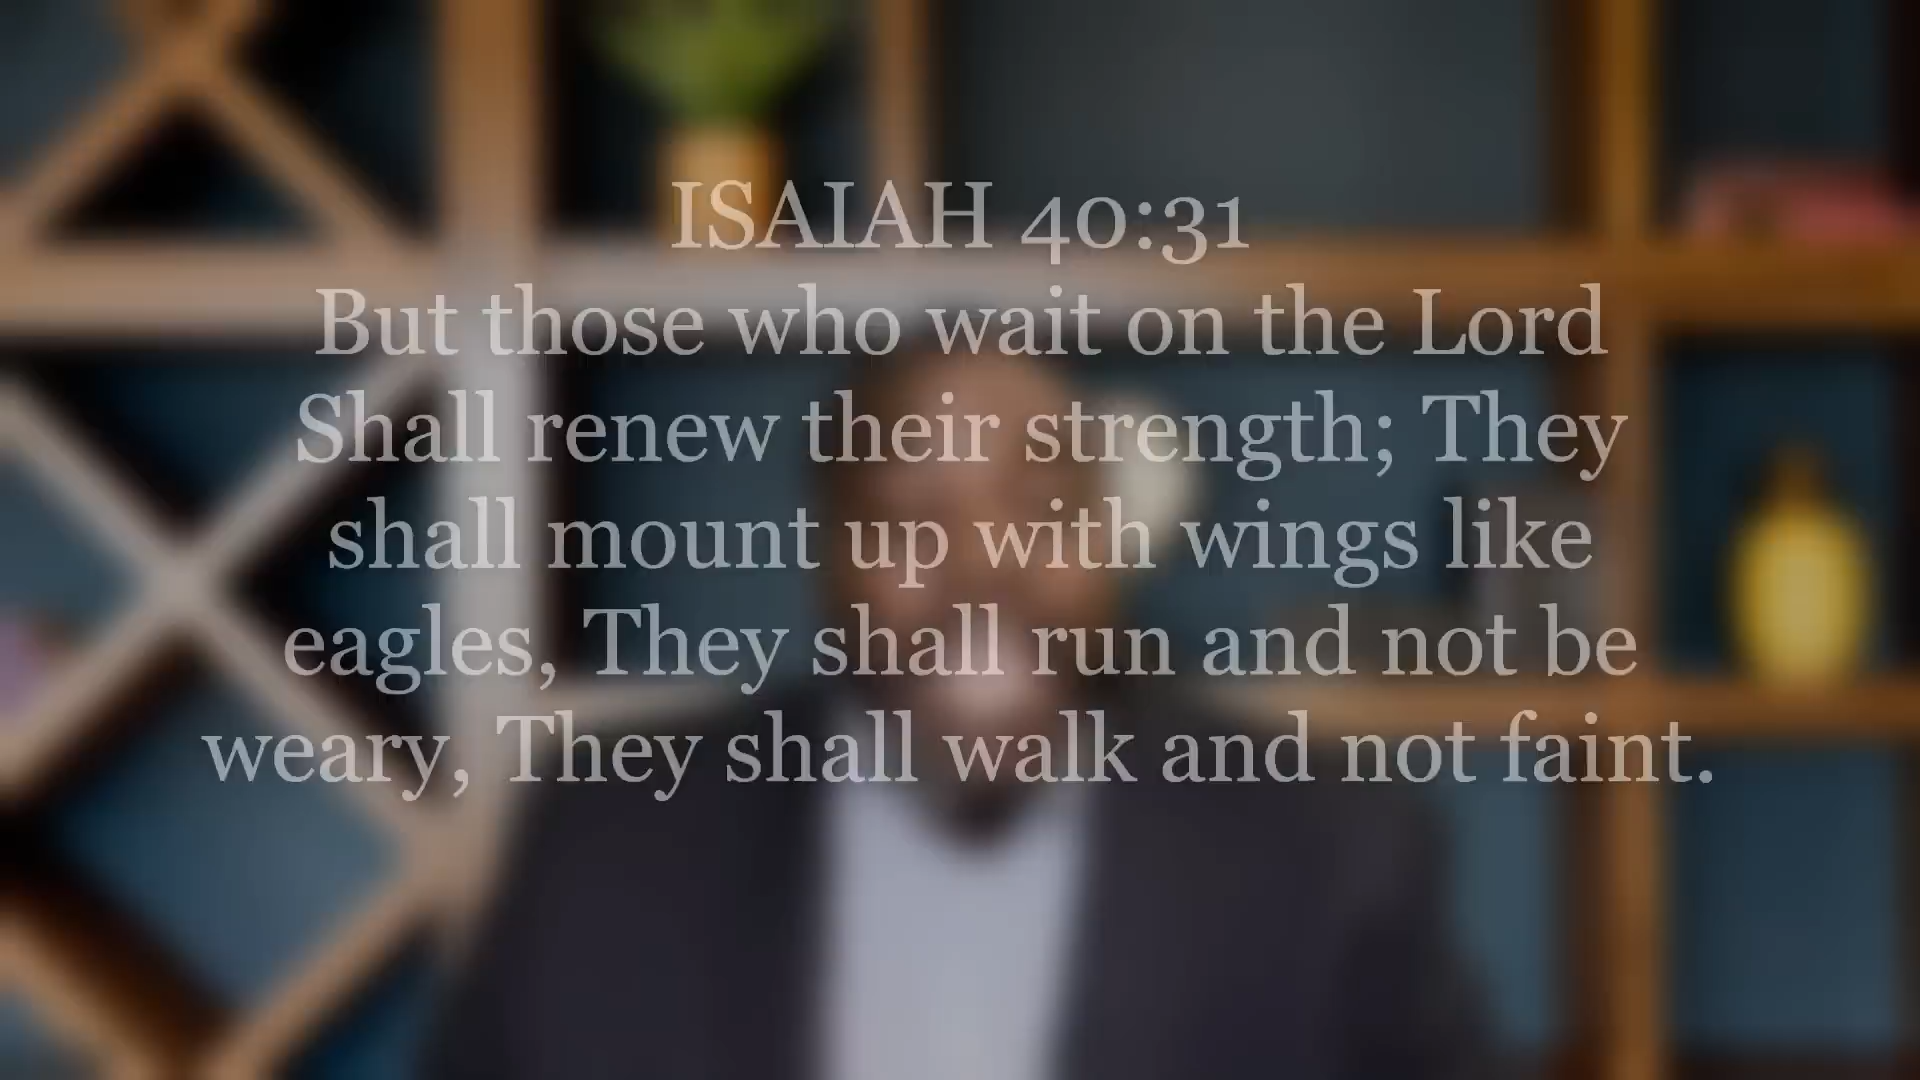 ISAIAH 40:31
But those who wait on the Lord
Shall renew their strength; They
shall mount up with wings like
eagles, They shall run and not be
weary, They shall walk and not faint.